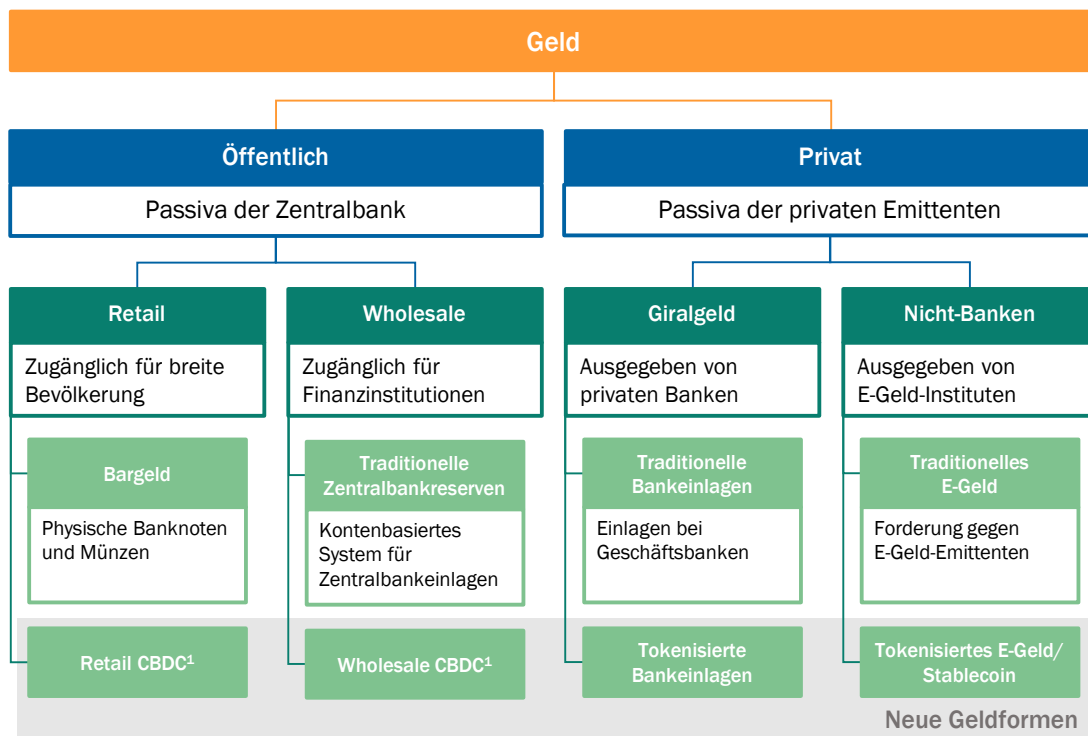 Geld
Öffentlich
Passiva der Zentralbank
Privat
Passiva der privaten Emittenten
Retail
Zugänglich für breite
Bevölkerung
Wholesale
Zugänglich für
Finanzinstitutionen
Giralgeld
Ausgegeben von
privaten Banken
Nicht-Banken
Ausgegeben von
E-Geld-Instituten
Bargeld
Physische Banknoten
und Münzen
Traditionelle
Zentralbankreserven
Kontenbasiertes
System für
Zentralbankeinlagen
Traditionelle
Bankeinlagen
Einlagen bei
Geschäftsbanken
Traditionelles
E-Geld
Forderung gegen
E-Geld-Emittenten
Retail CBDC¹
Wholesale CBDC¹
Tokenisierte
Bankeinlagen
Tokenisiertes E-Geld/
Stablecoin
Neue Geldformen